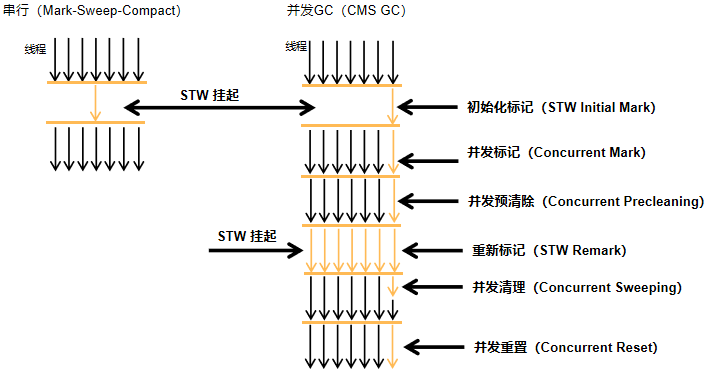 串行（Mark-Sweep-Compact）
并发GC（CMS GC）
线程
线程
STW 挂起
初始化标记（STW Initial Mark）
并发标记（Concurrent Mark）
并发预清除（Concurrent Precleaning）
STW 挂起
重新标记（STW Remark）
并发清理（Concurrent Sweeping）
并发重置（Concurrent Reset）